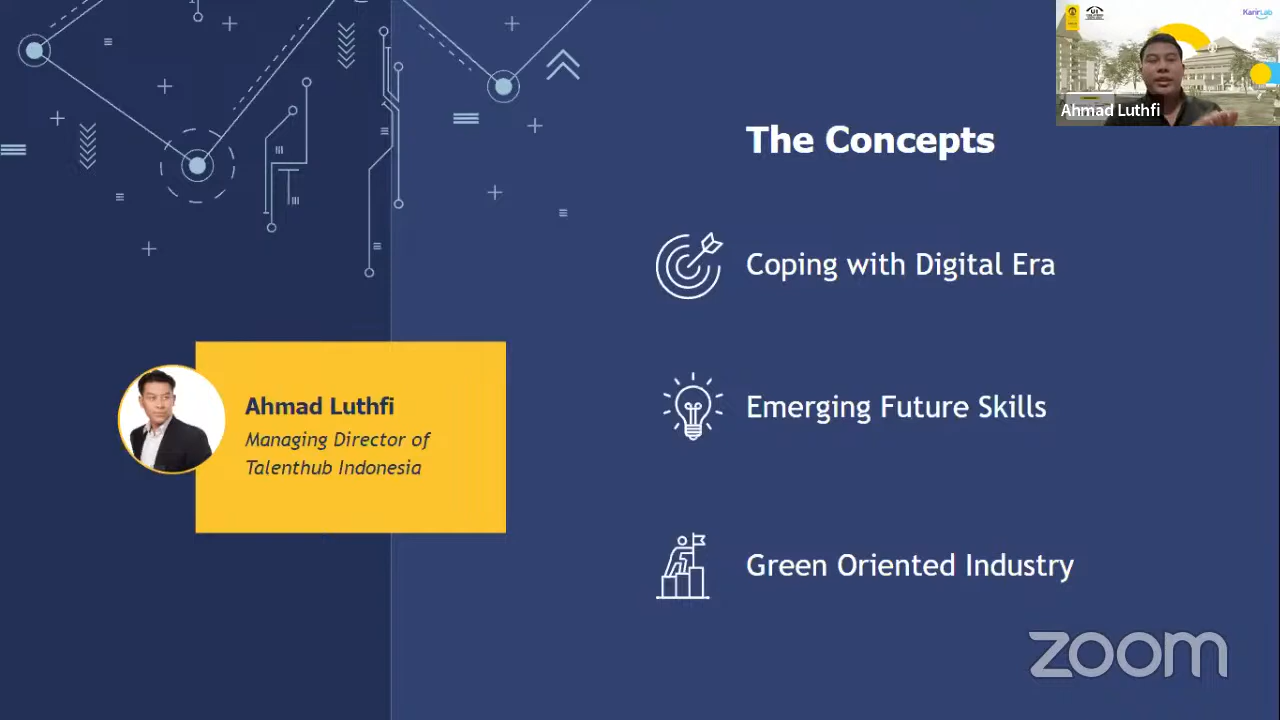 KarirLab
Ahmad Luthfi
The Concepts
Coping with Digital Era
Ahmad Luthfi
Managing Director of
Talenthub Indonesia
Emerging Future Skills
Green Oriented Industry
zoom